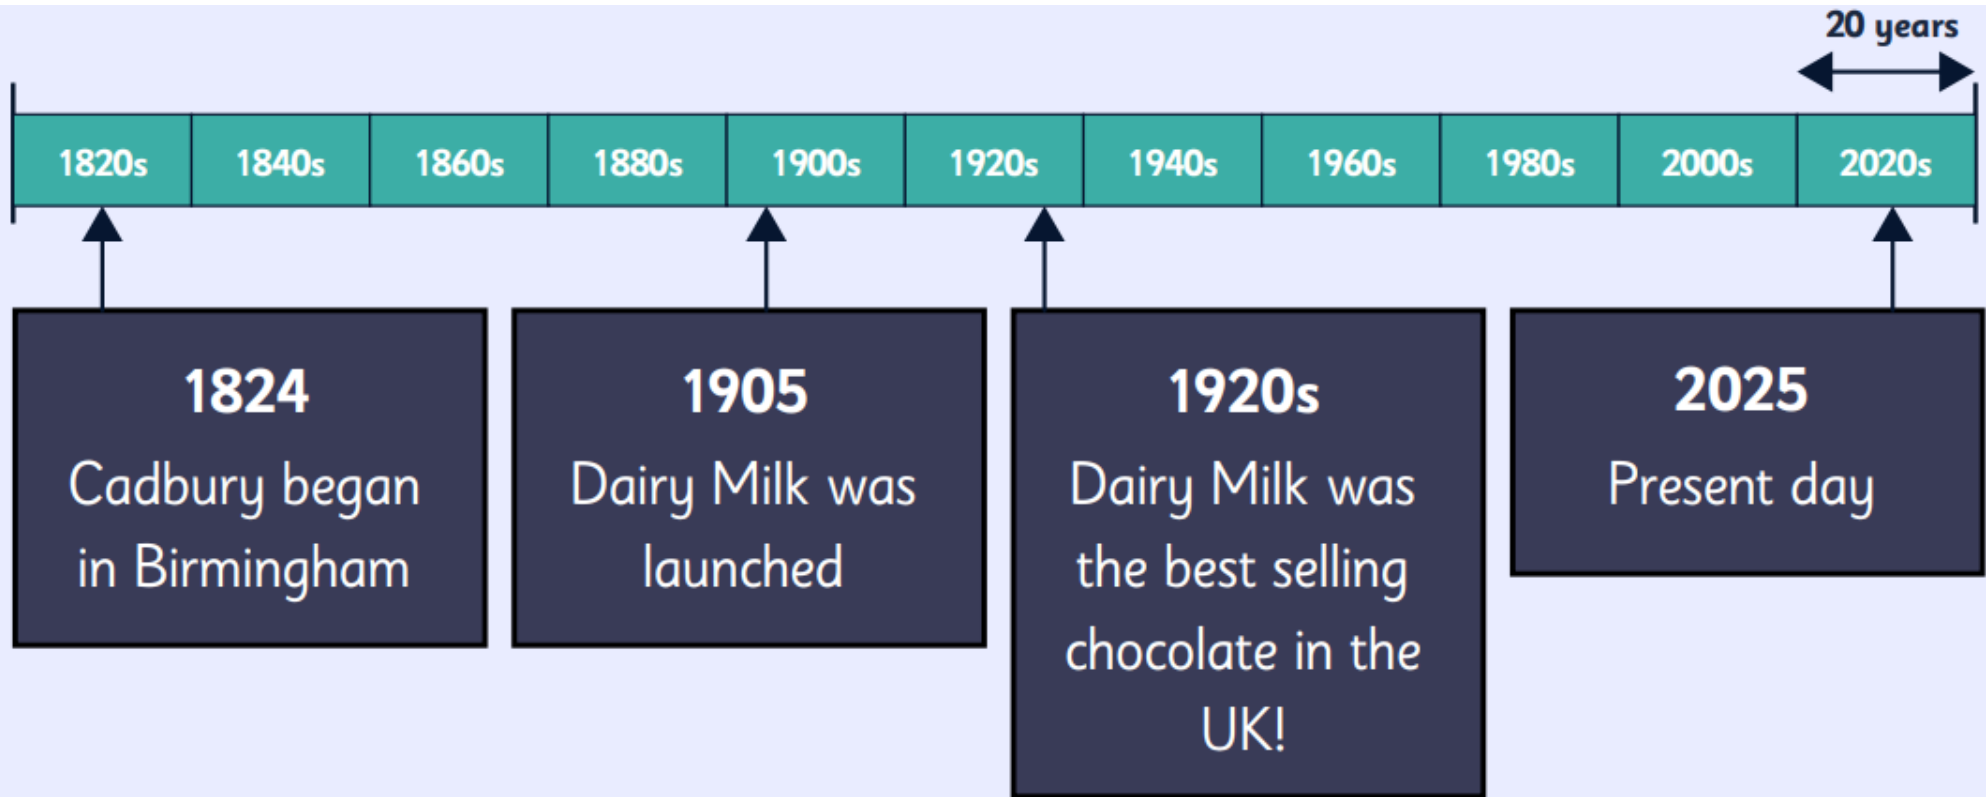 20 years
1820s 1840s 1860s 1880s 1900s 1920s 1940s 1960s 1980s 2000s 2020s
1824
Cadbury began
in Birmingham
1905
Dairy Milk was
launched
1920s
Dairy Milk was
the best selling
chocolate in the
UK!
2025
Present day